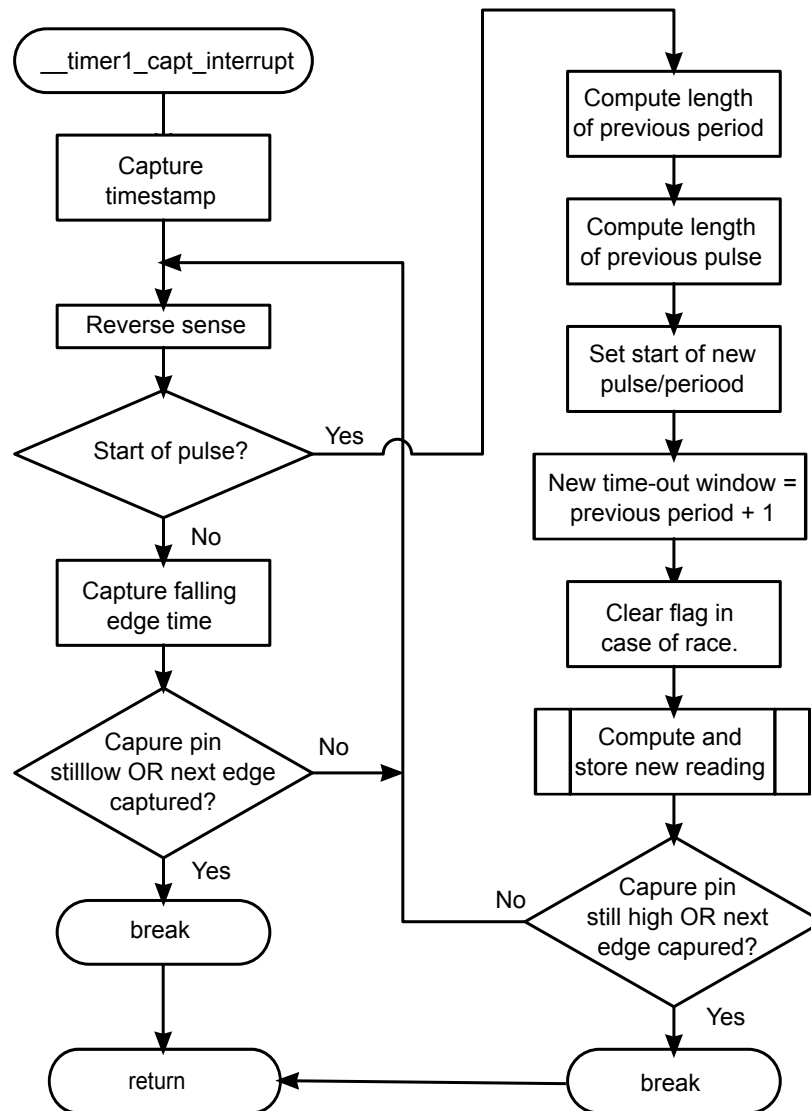 __timer1_capt_interrupt
Capture
timestamp
Reverse sense
Start of pulse?
Yes
No
Capture falling
edge time
Capure pin
stilllow OR next edge
captured?
No
Yes
break
return
Compute length
of previous period
Compute length
of previous pulse
Set start of new
pulse/periood
New time-out window =
previous period + 1
Clear flag in
case of race.
Compute and
store new reading
Capure pin
still high OR next
edge capured?
No
Yes
break